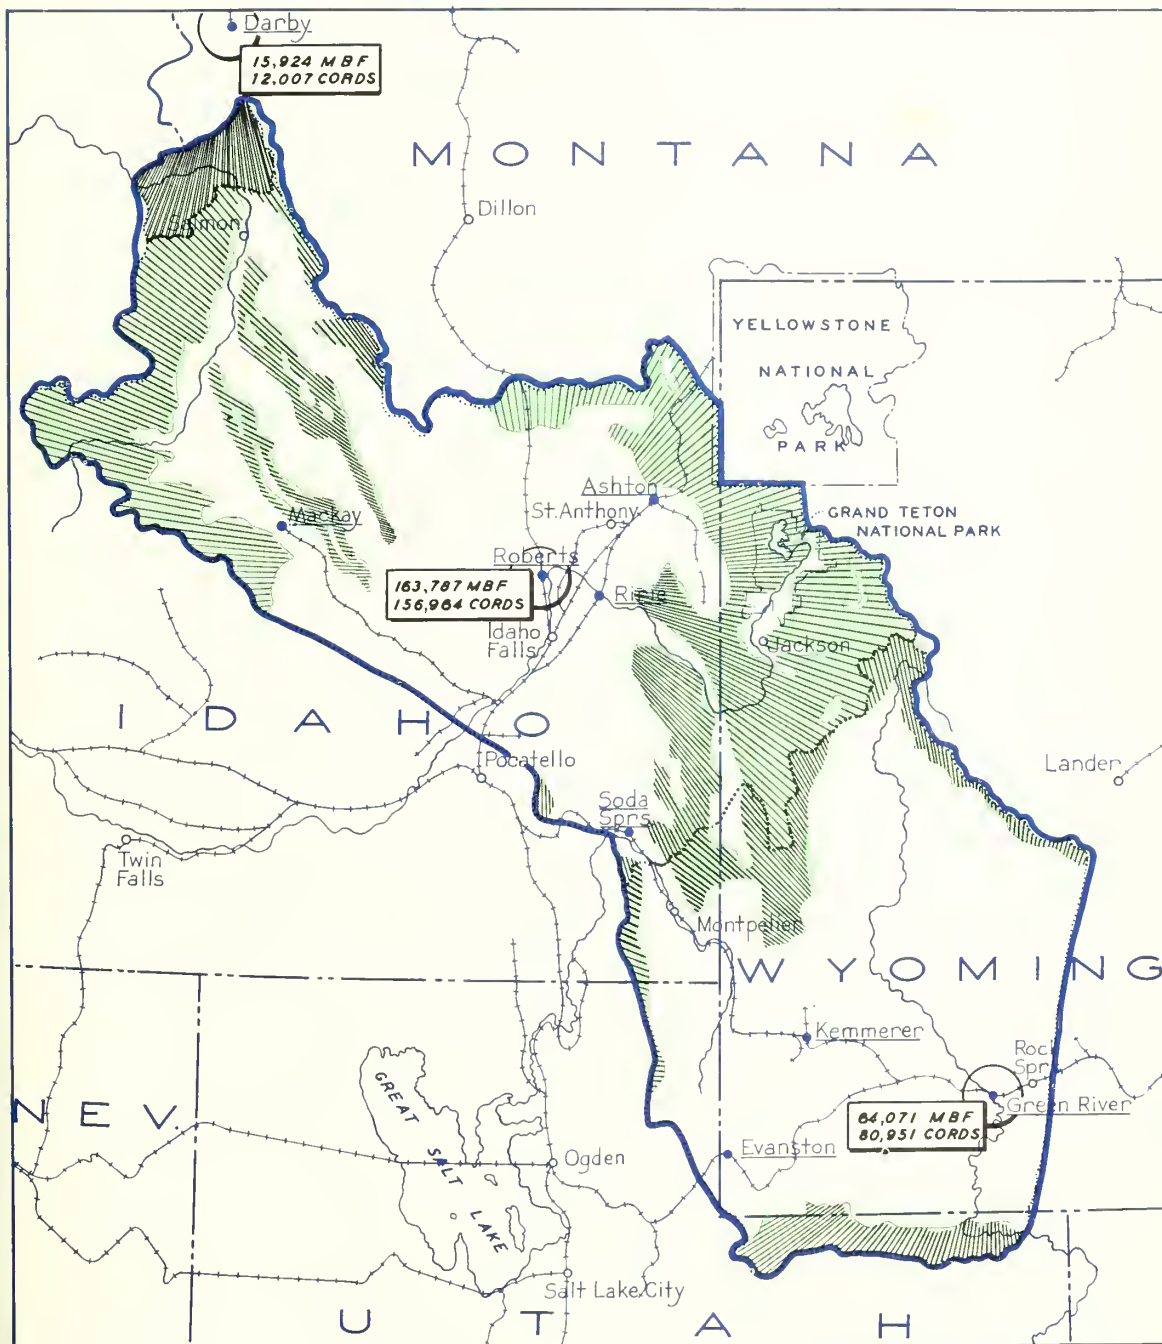 Darby
15,924 MBF
12,007 CORDS
MONTANA
Dillon
Salmon
YELLOWSTONE
NATIONAL
PARK
Ashton
St. Anthony
GRAND TETON
NATIONAL PARK
Mackay
Roberts
163,787 MBF
156,964 CORDS
Ririe
Idaho
Falls
Jackson
IDAHO
Pocatello
Lander
Soda
Sprs
Twin
Falls
Montpelier
WYOMING
Kemmerer
Rock
Spr
Green River
64,071 MBF
80,951 CORDS
NEV.
GREAT
SALT
LAKE
Ogden
Evanston
Salt Lake City
UTAH